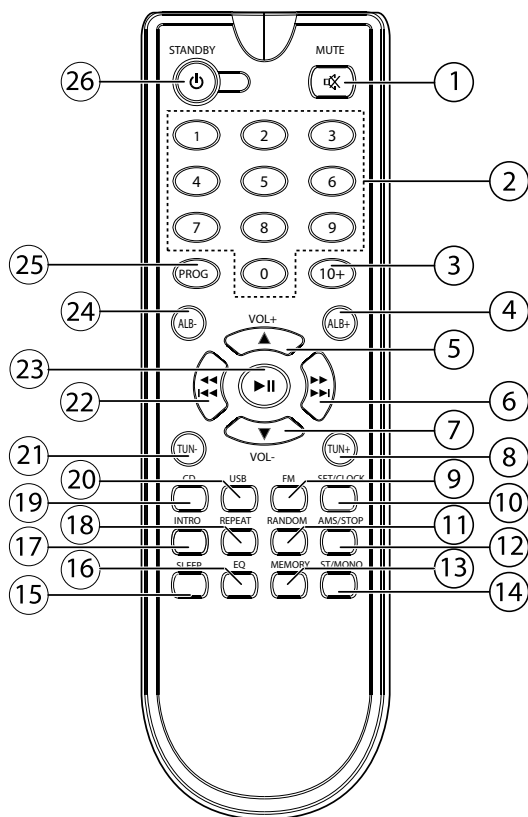 STANDBY MUTE
26 1
1 2 3
4 5 6 2
7 8 9
25 PROG 0 10+ 3
24 ALB- VOL+ ALB+ 4
5
23
22 6
7
21 TUN- VOL- TUN+ 8
20 CD USB FM SET/CLOCK 9
19 10
18 INTRO REPEAT RANDOM AMS/STOP 11
17 12
16 SLEEP EQ MEMORY ST/MONO 13
15 14